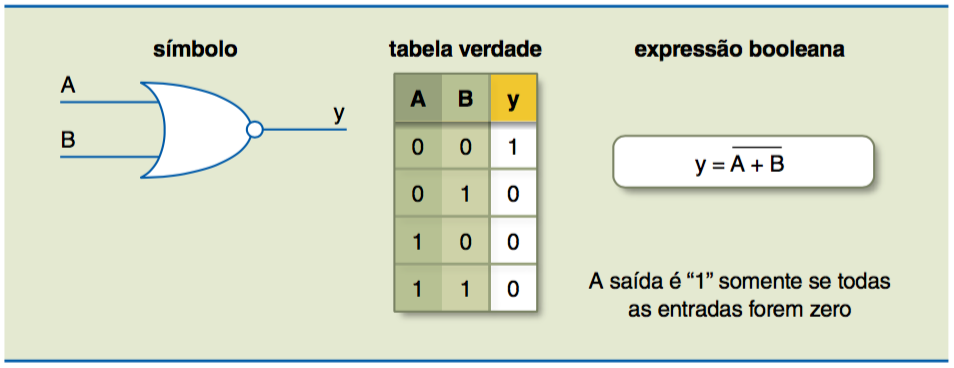 símbolo
A
B
y
tabela verdade
A B y
0 0 1
0 1 0
1 0 0
1 1 0
expressão booleana
y = A̅ ̅+̅ ̅B̅
A saída é “1” somente se todas
as entradas forem zero